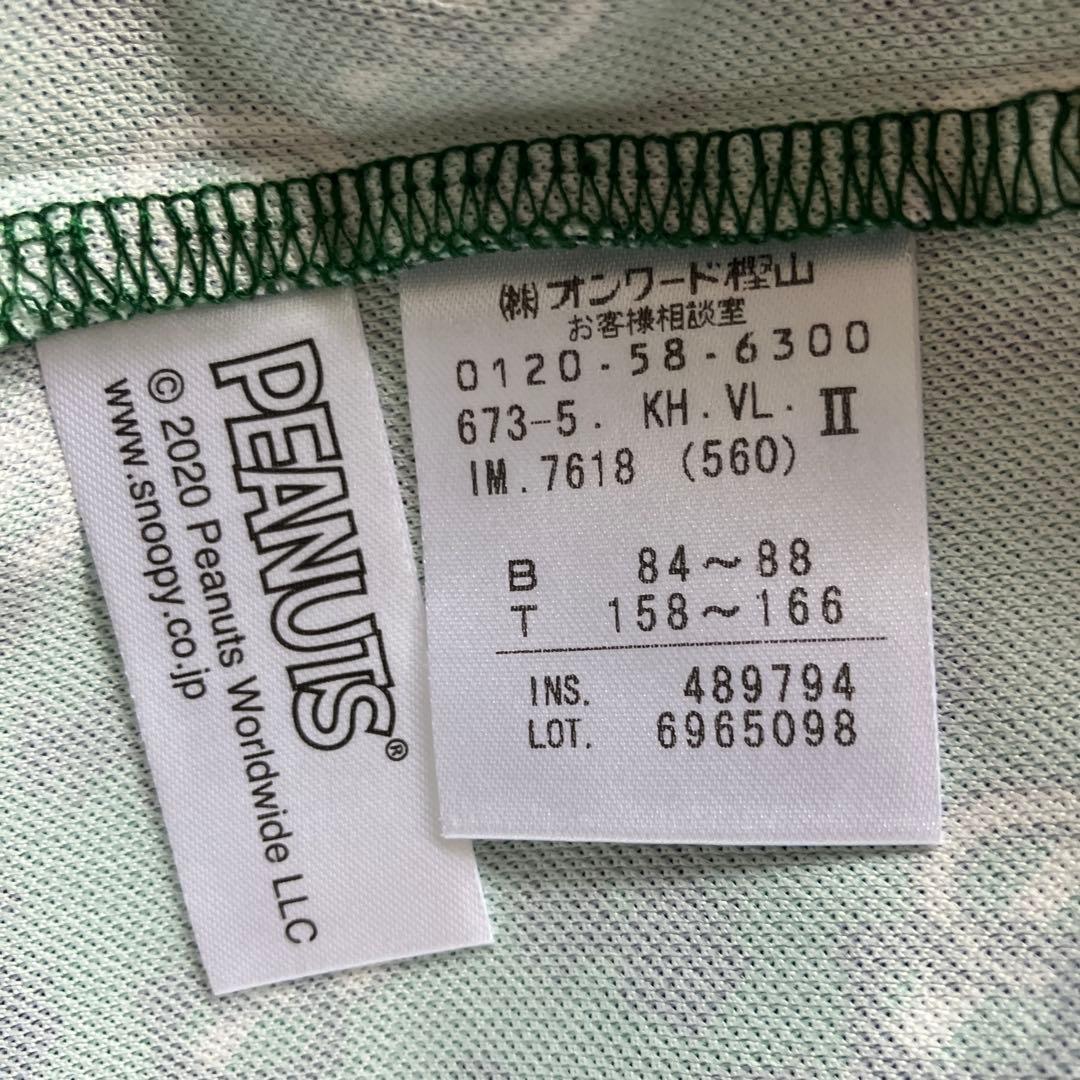 PEANUTS®
© 2020 Peanuts Worldwide LLC
www.snoopy.co.jp
㈱オンワード樫山
お客様相談室
0120-58-6300
673-5. KH.VL. II
IM.7618 (560)
B 84～88
T 158～166
INS. 489794
LOT. 6965098